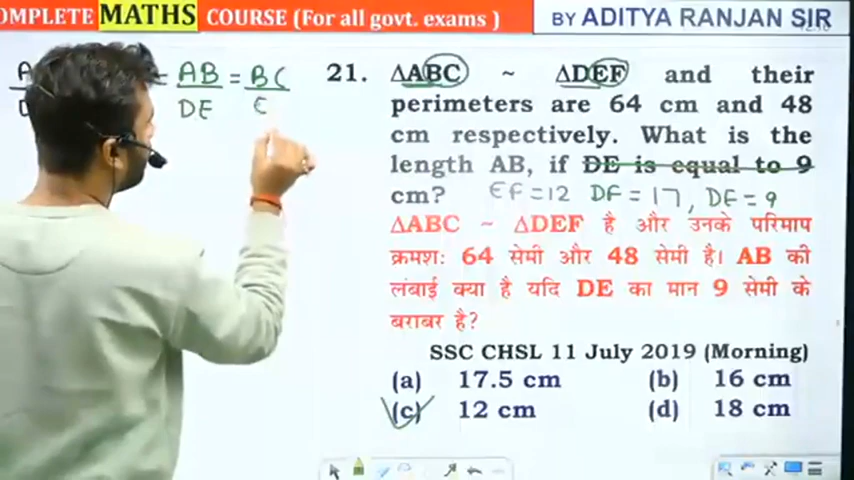 OMPLETE MATHS COURSE (For all govt. exams )
BY ADITYA RANJAN SIR
= AB = BC
DE E
21. ΔABC ~ ΔDEF and their
perimeters are 64 cm and 48
cm respectively. What is the
length AB, if DE is equal to 9
cm? EF=12 DF=17, DE=9
ΔABC ~ ΔDEF है और उनके परिमाप
क्रमशः 64 सेमी और 48 सेमी है। AB की
लंबाई क्या है यदि DE का मान 9 सेमी के
बराबर है?
SSC CHSL 11 July 2019 (Morning)
(a) 17.5 cm (b) 16 cm
(c) 12 cm (d) 18 cm